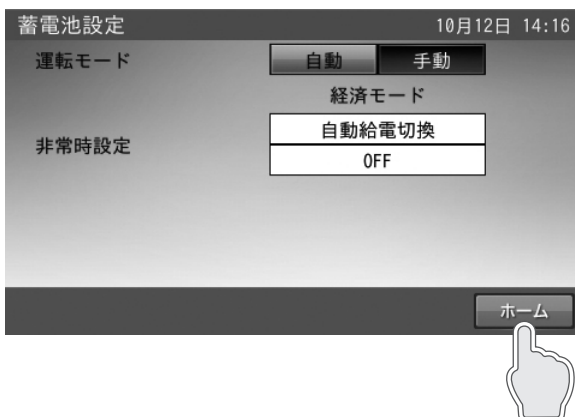 蓄電池設定 10月12日 14:16
運転モード 自動 手動
経済モード
非常時設定 自動給電切換
OFF
ホーム